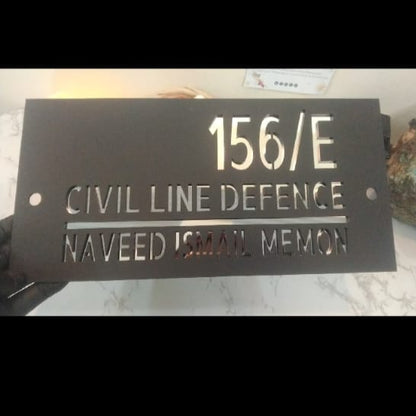 156/E
CIVIL LINE DEFENCE
NAVEED ISMAIL MEMON